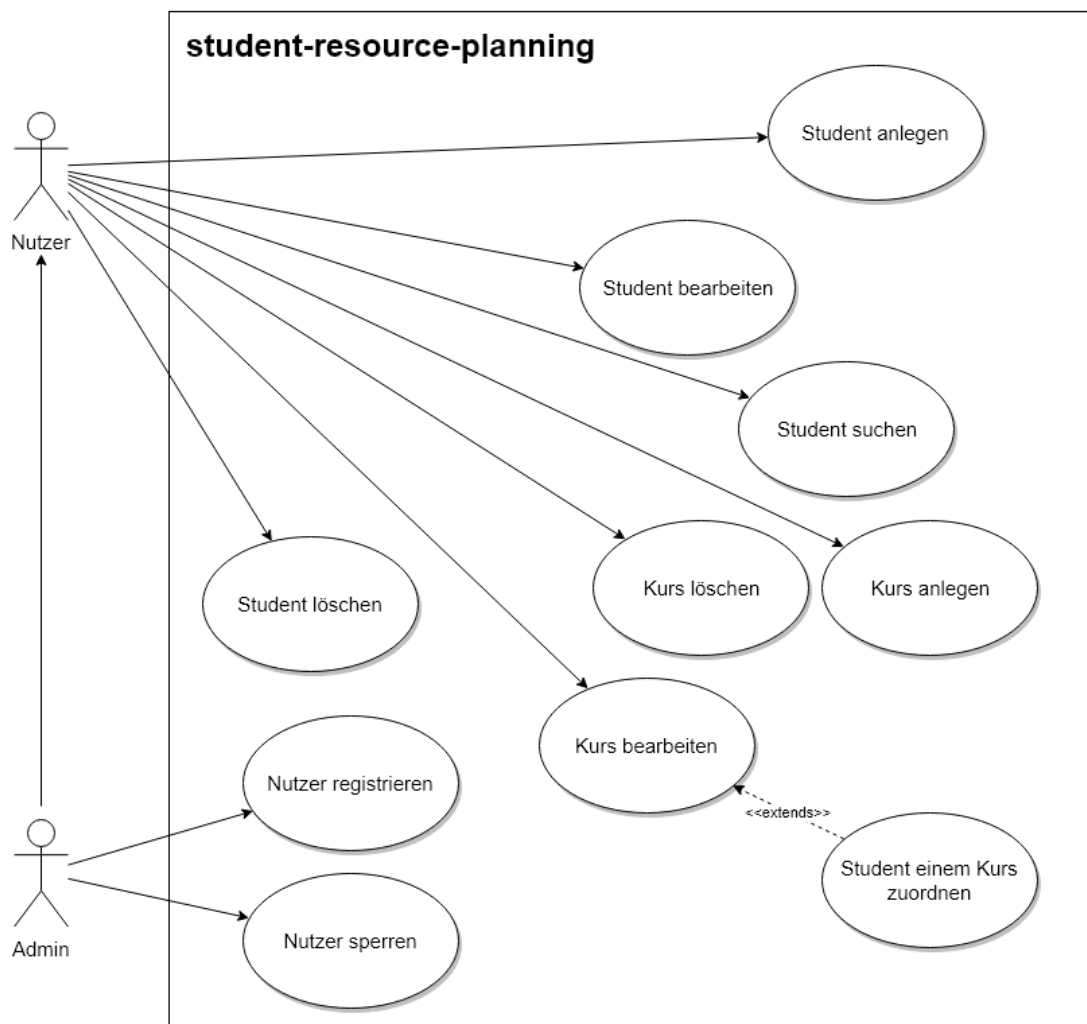 student-resource-planning
Student anlegen
Nutzer
Student bearbeiten
Student suchen
Student löschen
Kurs löschen
Kurs anlegen
Kurs bearbeiten
Nutzer registrieren
<<extends>>
Student einem Kurs
zuordnen
Admin
Nutzer sperren